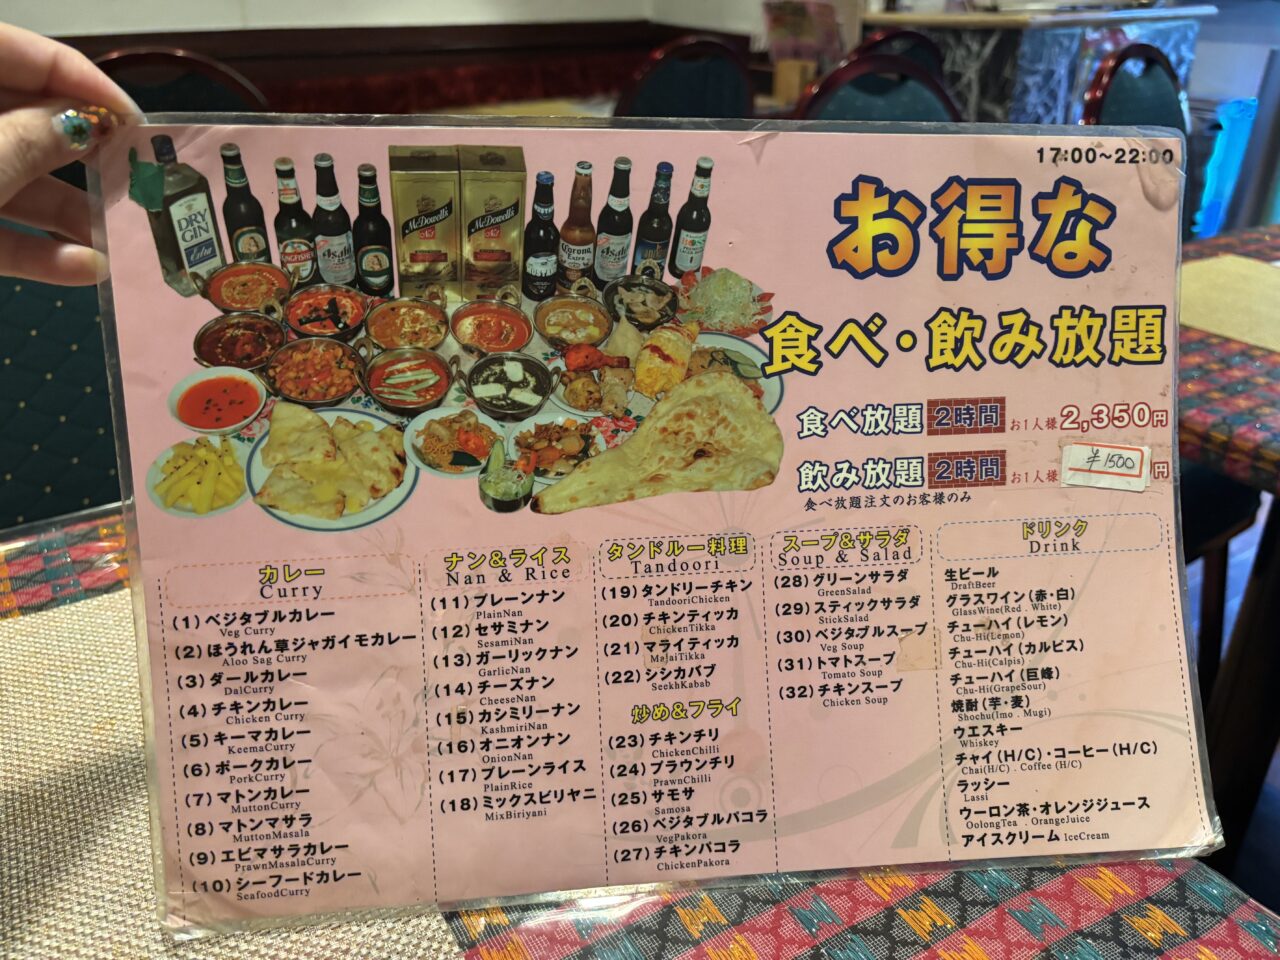 17:00~22:00
お得な
食べ・飲み放題
食べ放題 2時間 お1人様 2,350円
飲み放題 2時間 お1人様 ¥1500 円
食べ放題注文のお客様のみ
DRY
GIN
Extra
KINGFISHER
Asahi
McDowell's
No.1
McDowell's
No.1
Corona
Extra
Asahi
カレー
Curry
(1)ベジタブルカレー
Veg Curry
(2)ほうれん草ジャガイモカレー
Aloo Sag Curry
(3)ダールカレー
DalCurry
(4)チキンカレー
Chicken Curry
(5)キーマカレー
KeemaCurry
(6)ポークカレー
PorkCurry
(7)マトンカレー
MuttonCurry
(8)マトンマサラ
MuttonMasala
(9)エビマサラカレー
PrawnMasalaCurry
(10)シーフードカレー
SeafoodCurry
ナン&ライス
Nan & Rice
(11)プレーンナン
PlainNan
(12)セサミナン
SesamiNan
(13)ガーリックナン
GarlicNan
(14)チーズナン
CheeseNan
(15)カシミリーナン
KashmiriNan
(16)オニオンナン
OnionNan
(17)プレーンライス
PlainRice
(18)ミックスビリヤニ
MixBiriyani
タンドルー料理
Tandoori
(19)タンドリーチキン
TandooriChicken
(20)チキンティッカ
ChickenTikka
(21)マライティッカ
MalaiTikka
(22)シシカバブ
SeekhKabab
炒め&フライ
(23)チキンチリ
ChickenChilli
(24)プラウンチリ
PrawnChilli
(25)サモサ
Samosa
(26)ベジタブルパコラ
VegPakora
(27)チキンパコラ
ChickenPakora
スープ&サラダ
Soup & Salad
(28)グリーンサラダ
GreenSalad
(29)スティックサラダ
StickSalad
(30)ベジタブルスープ
Veg Soup
(31)トマトスープ
Tomato Soup
(32)チキンスープ
Chicken Soup
ドリンク
Drink
生ビール
DraftBeer
グラスワイン(赤・白)
GlassWine(Red . White)
チューハイ(レモン)
Chu-Hi(Lemon)
チューハイ(カルピス)
Chu-Hi(Calpis)
チューハイ(巨峰)
Chu-Hi(GrapeSour)
焼酎(芋・麦)
Shochu(Imo . Mugi)
ウエスキー
Whiskey
チャイ(H/C)・コーヒー(H/C)
Chai(H/C) . Coffee (H/C)
ラッシー
Lassi
ウーロン茶・オレンジジュース
OolongTea . OrangeJuice
アイスクリーム IceCream